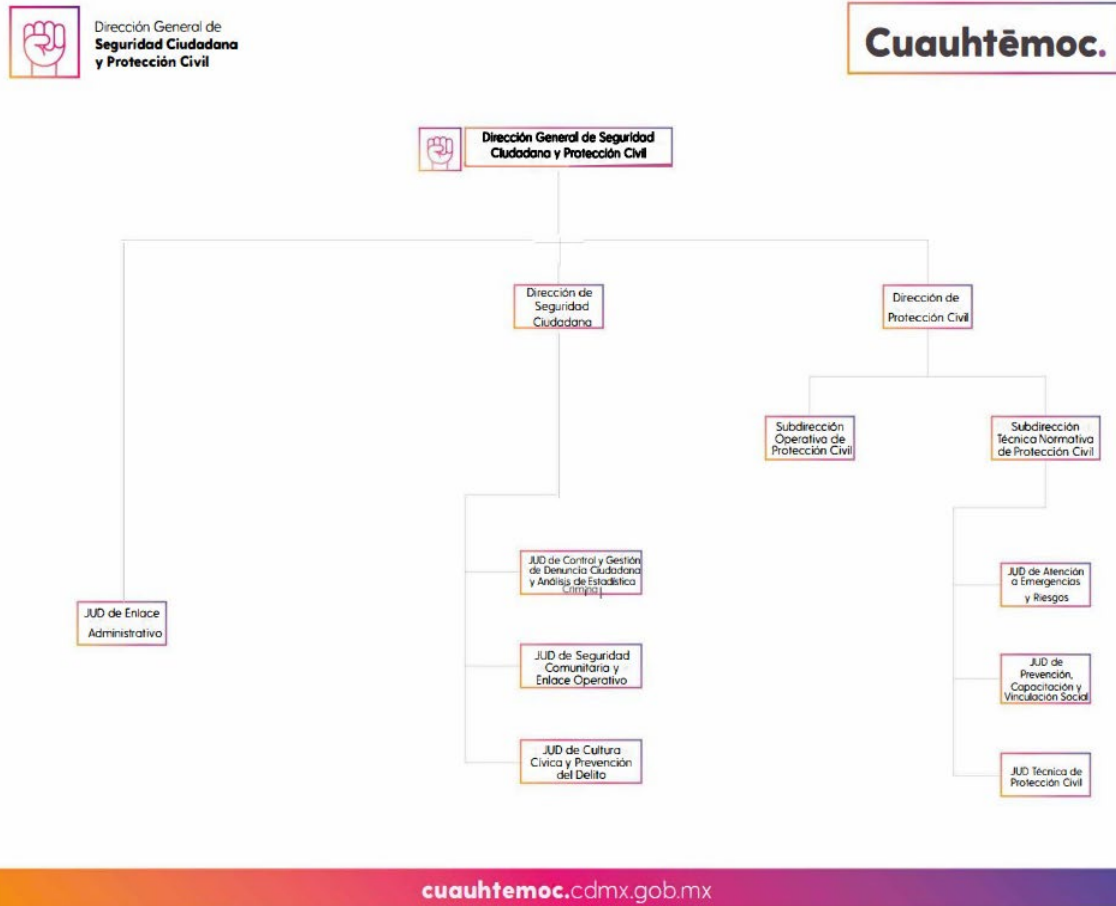 Dirección General de
Seguridad Ciudadana
y Protección Civil
Cuauhtēmoc.
Dirección General de Seguridad
Ciudadana y Protección Civil
Dirección de
Seguridad
Ciudadana
Dirección de
Protección Civil
Subdirección
Operativa de
Protección Civil
Subdirección
Técnica Normativa
de Protección Civil
JUD de Enlace
Administrativo
JUD de Control y Gestión
de Denuncia Ciudadana
y Análisis de Estadística
Criminal
JUD de Seguridad
Comunitaria y
Enlace Operativo
JUD de Cultura
Cívica y Prevención
del Delito
JUD de Atención
a Emergencias
y Riesgos
JUD de
Prevención,
Capacitación y
Vinculación Social
JUD Técnica de
Protección Civil
cuauhtemoc.cdmx.gob.mx